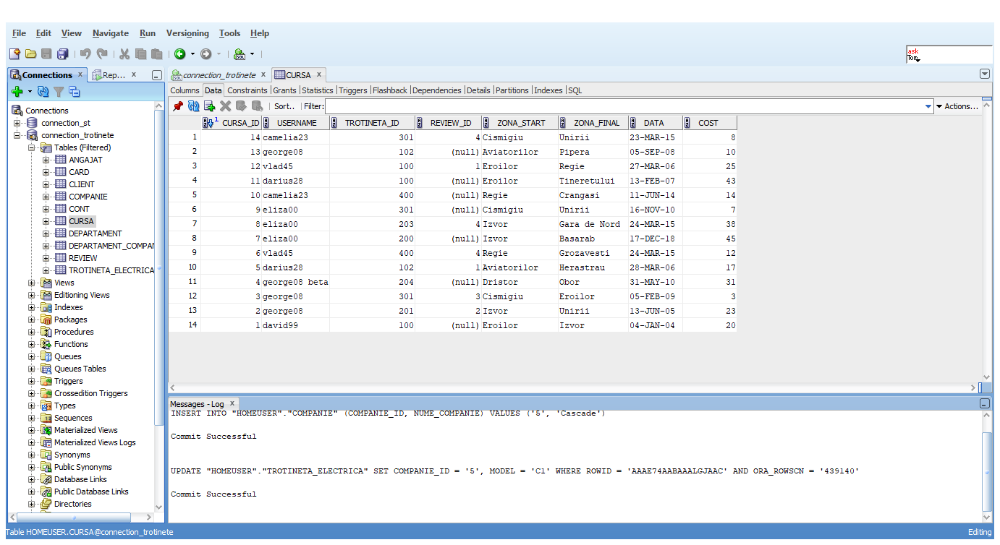 File Edit View Navigate Run Versioning Tools Help
ask
Tom
Connections x Rep... x
connection_trotinete x CURSA x
Columns Data Constraints Grants Statistics Triggers Flashback Dependencies Details Partitions Indexes SQL
Sort.. Filter: Actions...
Connections
connection_st
connection_trotinete
Tables (Filtered)
ANGAJAT
CARD
CLIENT
COMPANIE
CONT
CURSA
DEPARTAMENT
DEPARTAMENT_COMPAN
REVIEW
TROTINETA_ELECTRICA
Views
Editioning Views
Indexes
Packages
Procedures
Functions
Queues
Queues Tables
Triggers
Crossedition Triggers
Types
Sequences
Materialized Views
Materialized Views Logs
Synonyms
Public Synonyms
Database Links
Public Database Links
Directories
CURSA_ID USERNAME TROTINETA_ID REVIEW_ID ZONA_START ZONA_FINAL DATA COST
1 14 camelia23 301 4 Cismigiu Unirii 23-MAR-15 8
2 13 george08 102 (null) Aviatorilor Pipera 05-SEP-08 10
3 12 vlad45 100 1 Eroilor Regie 27-MAR-06 25
4 11 darius28 100 (null) Eroilor Tineretului 13-FEB-07 43
5 10 camelia23 400 (null) Regie Crangasi 11-JUN-14 14
6 9 eliza00 301 (null) Cismigiu Unirii 16-NOV-10 7
7 8 eliza00 203 4 Izvor Gara de Nord 24-MAR-15 38
8 7 eliza00 200 (null) Izvor Basarab 17-DEC-18 45
9 6 vlad45 400 4 Regie Grozavesti 24-MAR-15 12
10 5 darius28 102 1 Aviatorilor Herastrau 28-MAR-06 17
11 4 george08 beta 204 (null) Dristor Obor 31-MAY-10 31
12 3 george08 301 3 Cismigiu Eroilor 05-FEB-09 3
13 2 george08 201 2 Izvor Unirii 13-JUN-05 23
14 1 david99 100 (null) Eroilor Izvor 04-JAN-04 20
Messages - Log x
INSERT INTO "HOMEUSER"."COMPANIE" (COMPANIE_ID, NUME_COMPANIE) VALUES ('5', 'Cascade')
Commit Successful
UPDATE "HOMEUSER"."TROTINETA_ELECTRICA" SET COMPANIE_ID = '5', MODEL = 'C1' WHERE ROWID = 'AAAE74AABAAALGJAAC' AND ORA_ROWSCN = '439140'
Commit Successful
Table HOMEUSER.CURSA@connection_trotinete Editing